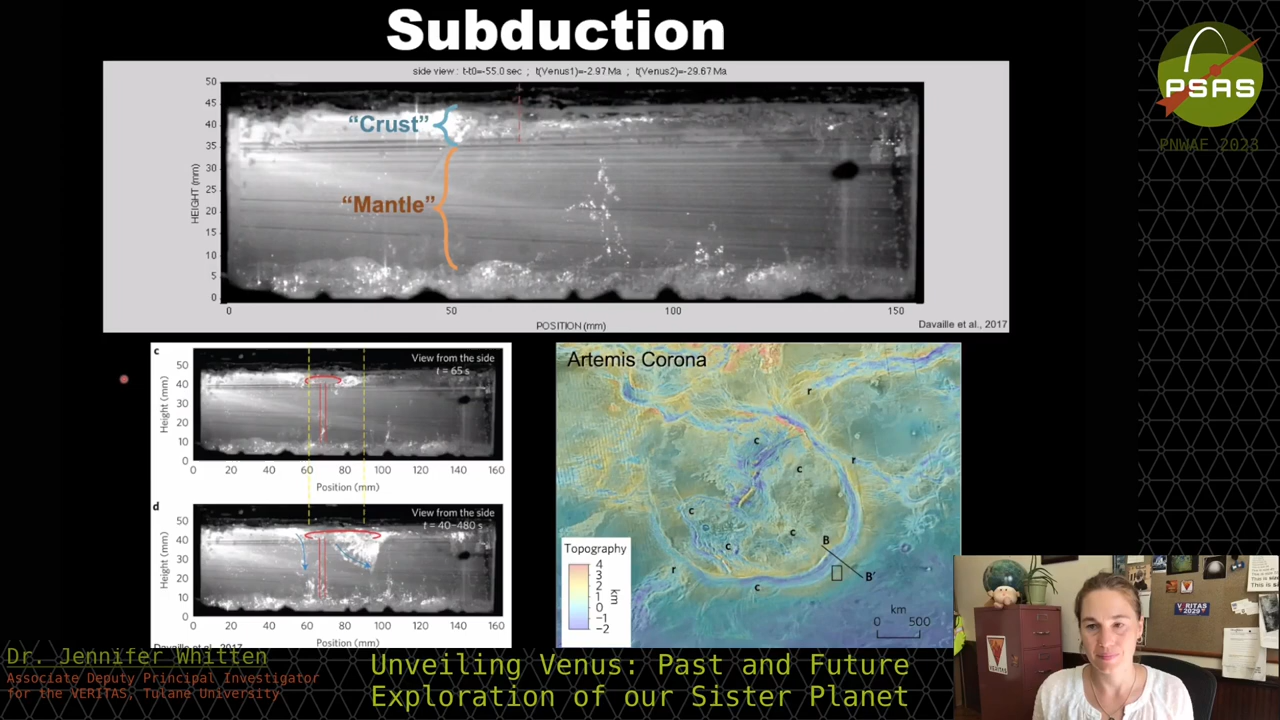 Subduction
side view : t-t0=-55.0 sec ; t(Venus1)=-2.97 Ma ; t(Venus2)=-29.67 Ma
50
45
40
35
30
25
20
15
10
5
0
HEIGHT (mm)
“Crust”
“Mantle”
0 50 100 150
POSITION (mm)
Davaille et al., 2017
PSAS
PNWAE 2023
c
View from the side
t = 65 s
50
40
30
20
10
0
Height (mm)
0 20 40 60 80 100 120 140 160
Position (mm)
d
View from the side
t = 40–480 s
50
40
30
20
10
0
Height (mm)
0 20 40 60 80 100 120 140 160
Position (mm)
Davaille et al., 2017
Artemis Corona
r
c
c
r
c
c
B
c
r
B′
c
Topography
4
3
2
1
0
−1
−2
km
km
0 500
VERITAS
2029
VERITAS
Dr. Jennifer Whitten
Associate Deputy Principal Investigator
for the VERITAS, Tulane University
Unveiling Venus: Past and Future
Exploration of our Sister Planet